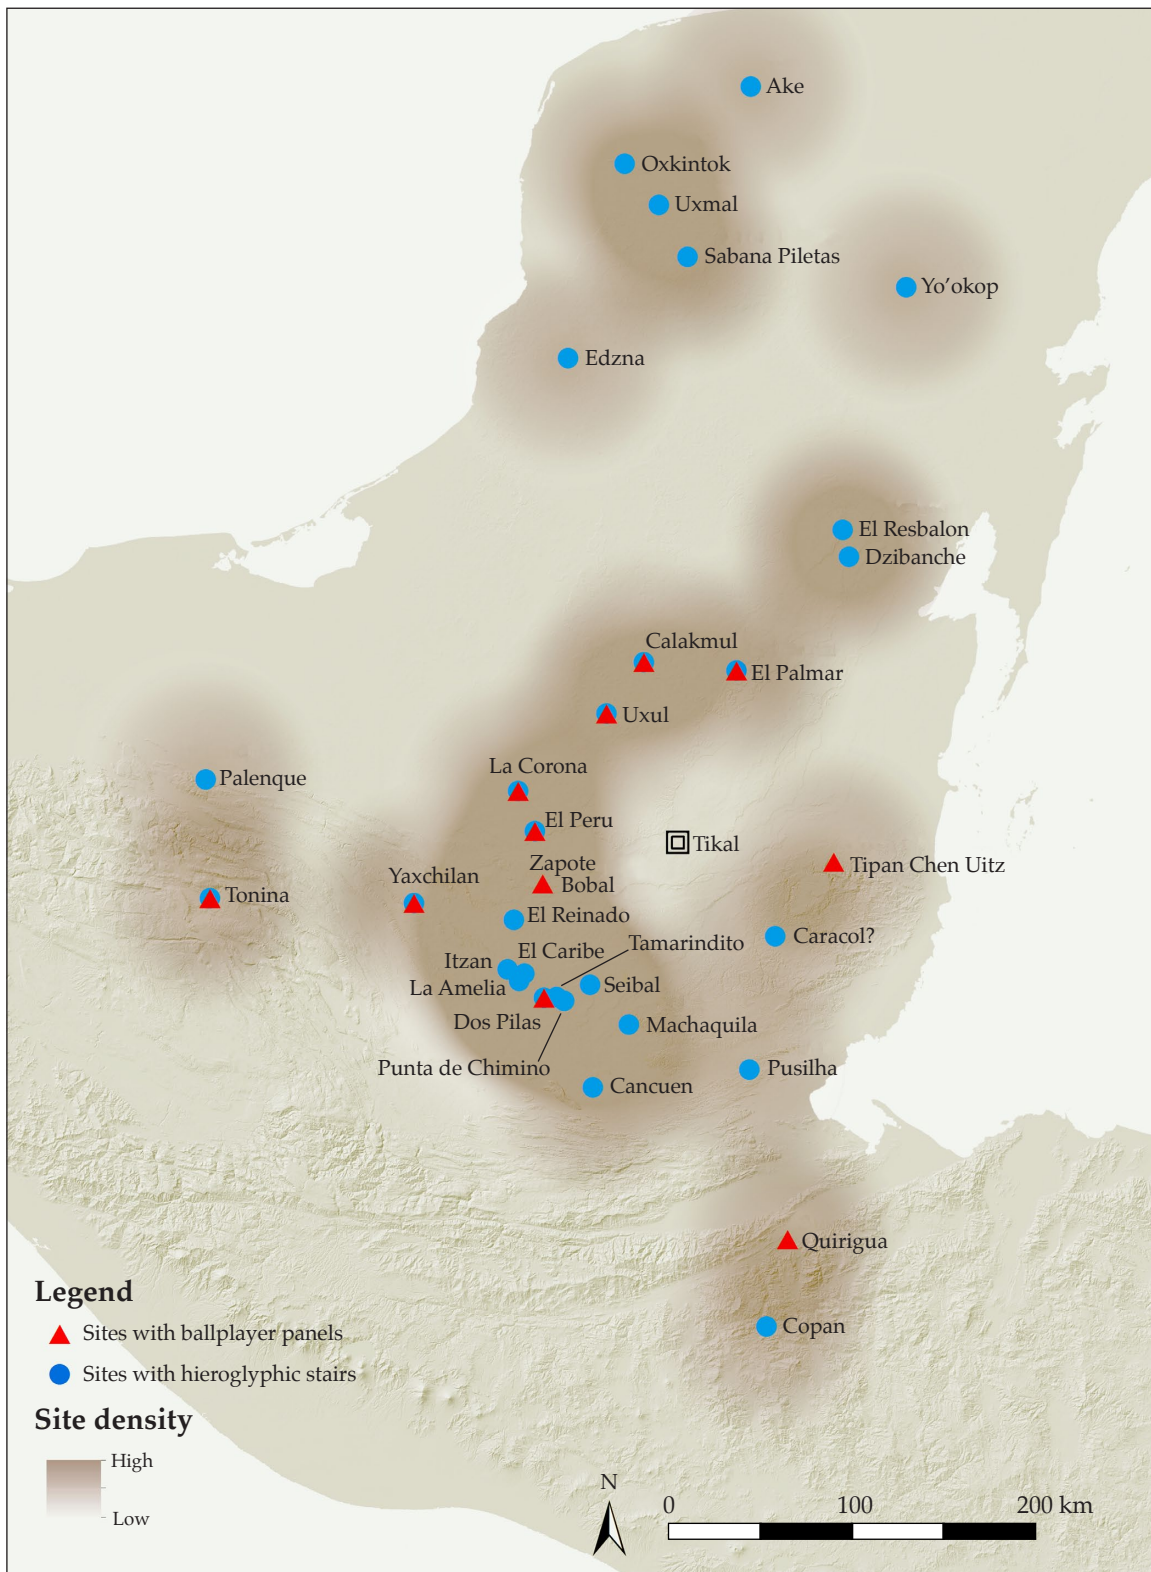 Ake
Oxkintok
Uxmal
Sabana Piletas
Yo’okop
Edzna
El Resbalon
Dzibanche
Calakmul
El Palmar
Uxul
La Corona
Palenque
El Peru
Tikal
Zapote
Bobal
Tipan Chen Uitz
Yaxchilan
Tonina
El Reinado
Caracol?
Tamarindito
El Caribe
Itzan
La Amelia
Seibal
Dos Pilas
Machaquila
Punta de Chimino
Pusilha
Cancuen
Quirigua
Copan
Legend
Sites with ballplayer panels
Sites with hieroglyphic stairs
Site density
High
Low
N
0 100 200 km